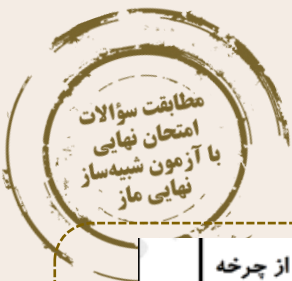 مطابقت سؤالات
امتحان نهایی
با آزمون شبیه‌ساز
نهایی ماز
از چرخه